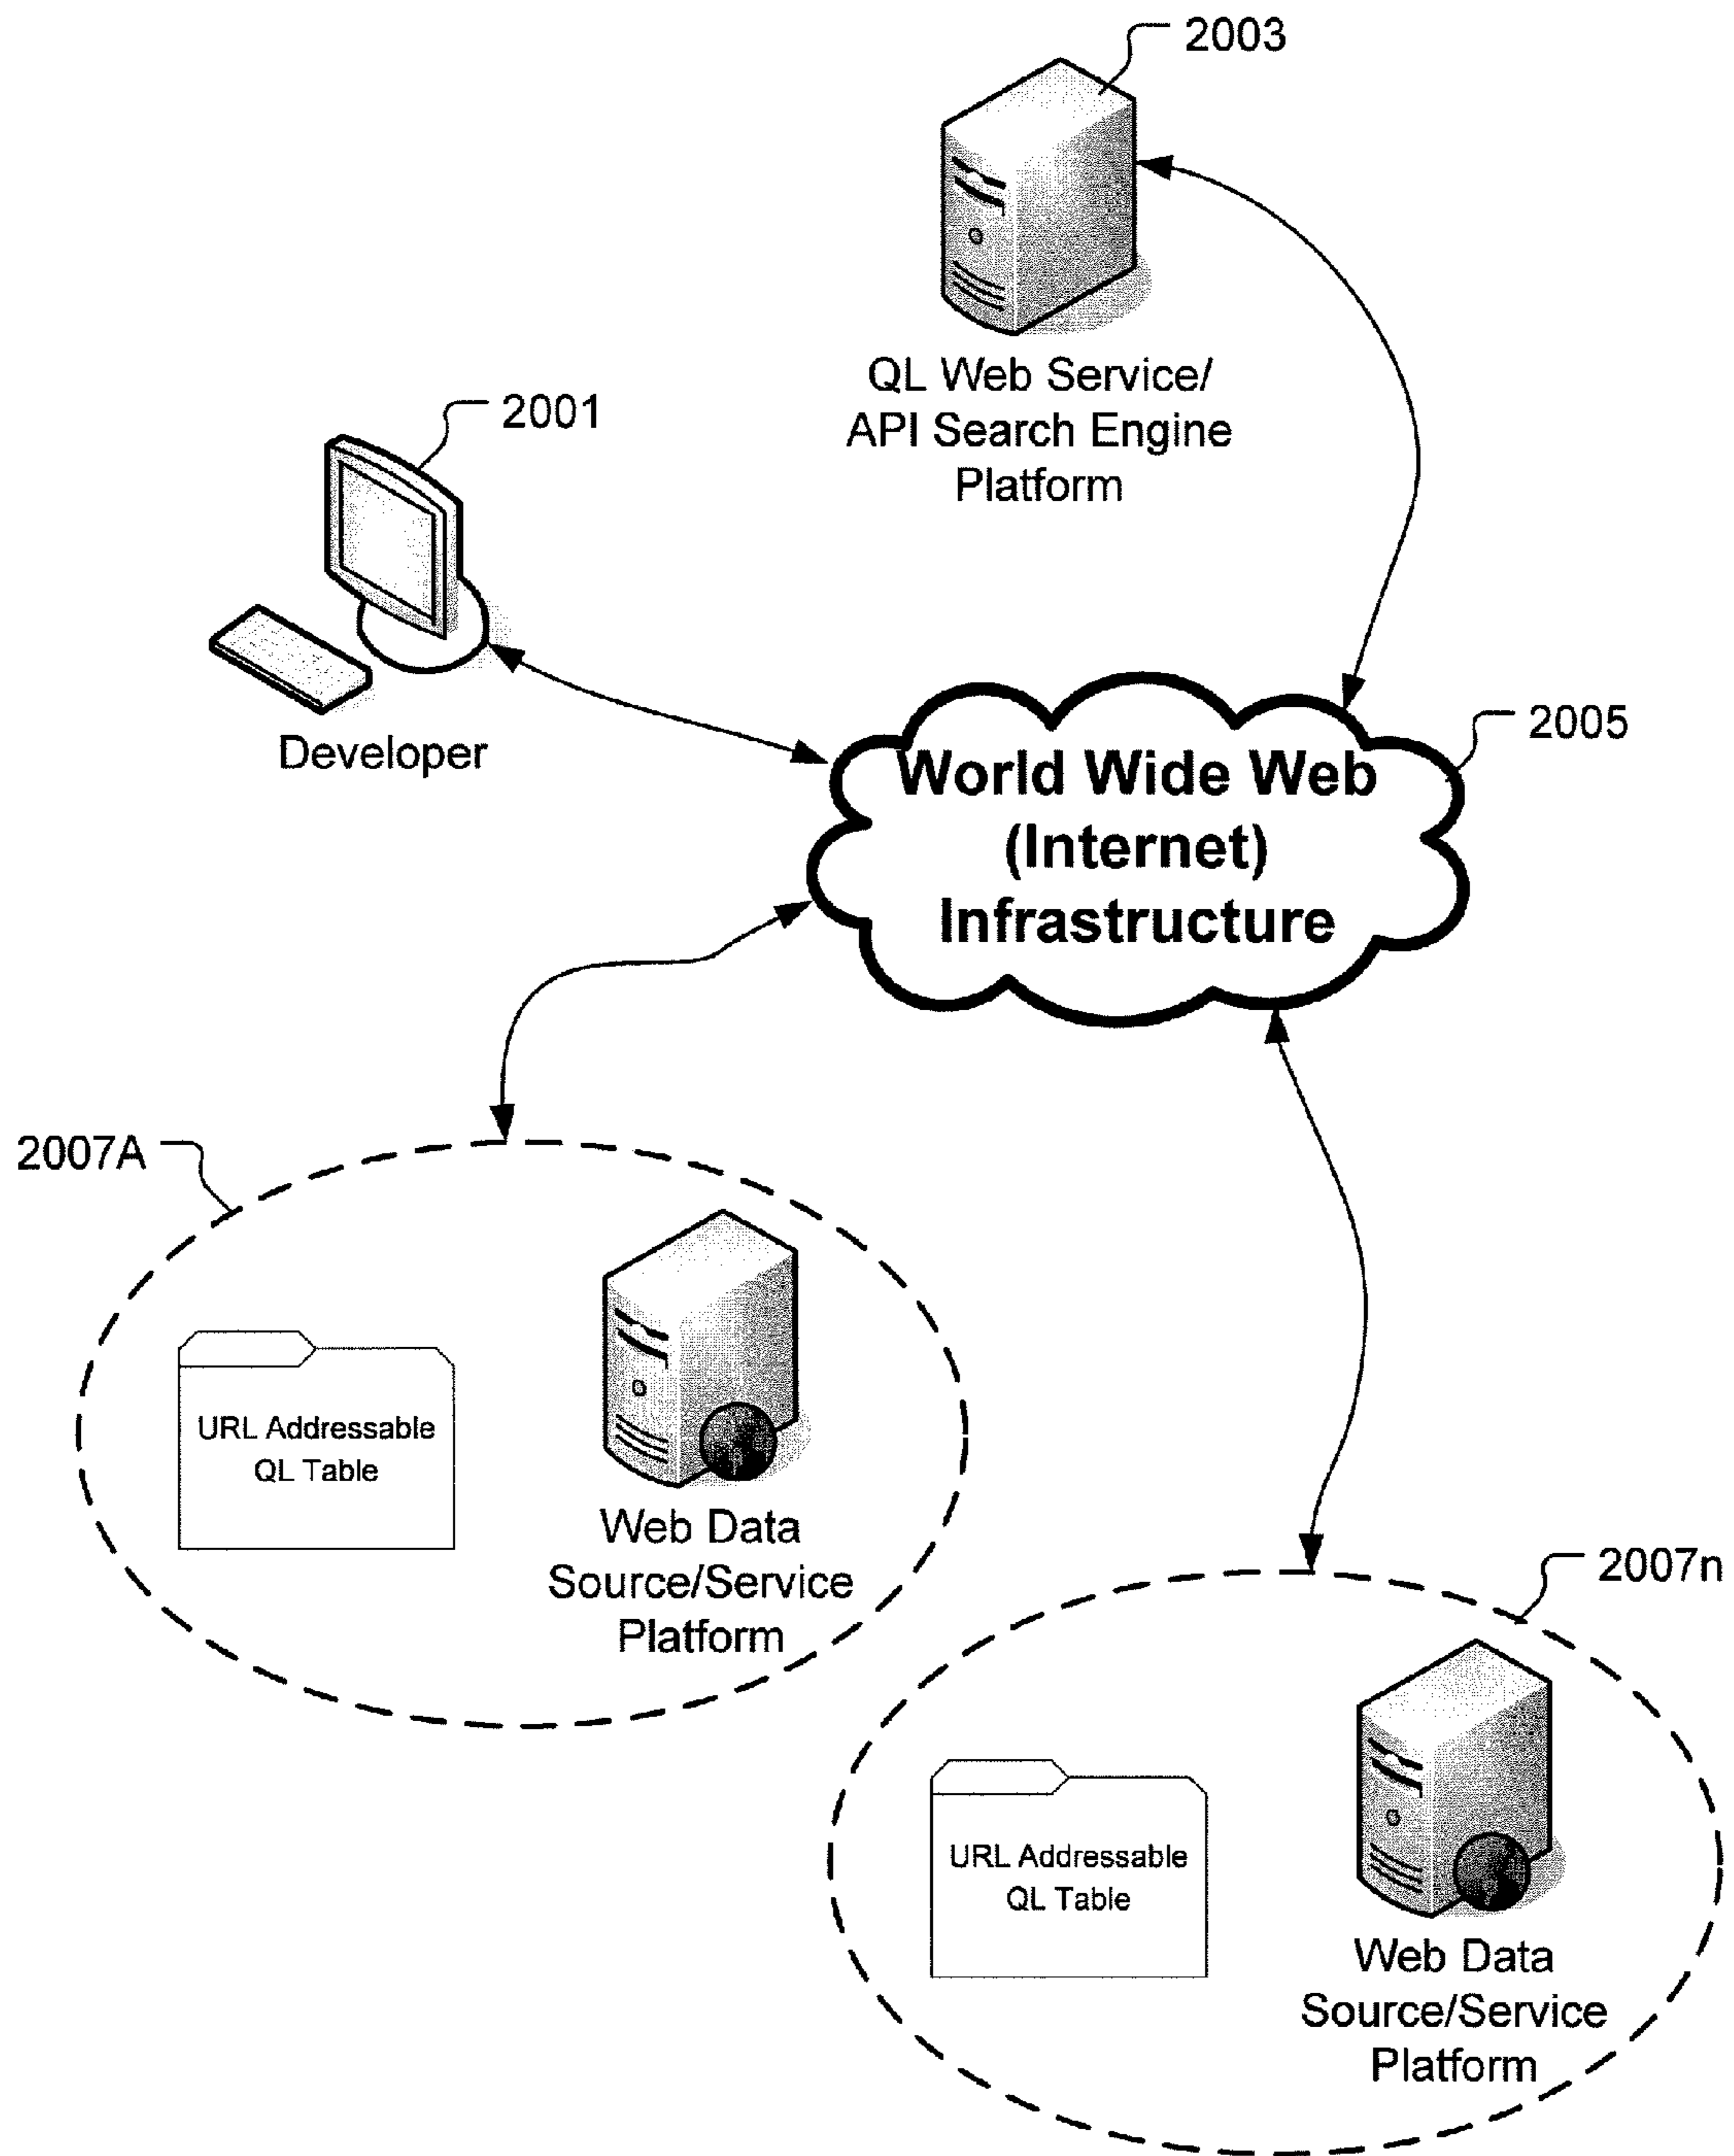 2003
QL Web Service/
API Search Engine
Platform
2001
Developer
2005
World Wide Web
(Internet)
Infrastructure
2007A
URL Addressable
QL Table
Web Data
Source/Service
Platform
2007n
URL Addressable
QL Table
Web Data
Source/Service
Platform